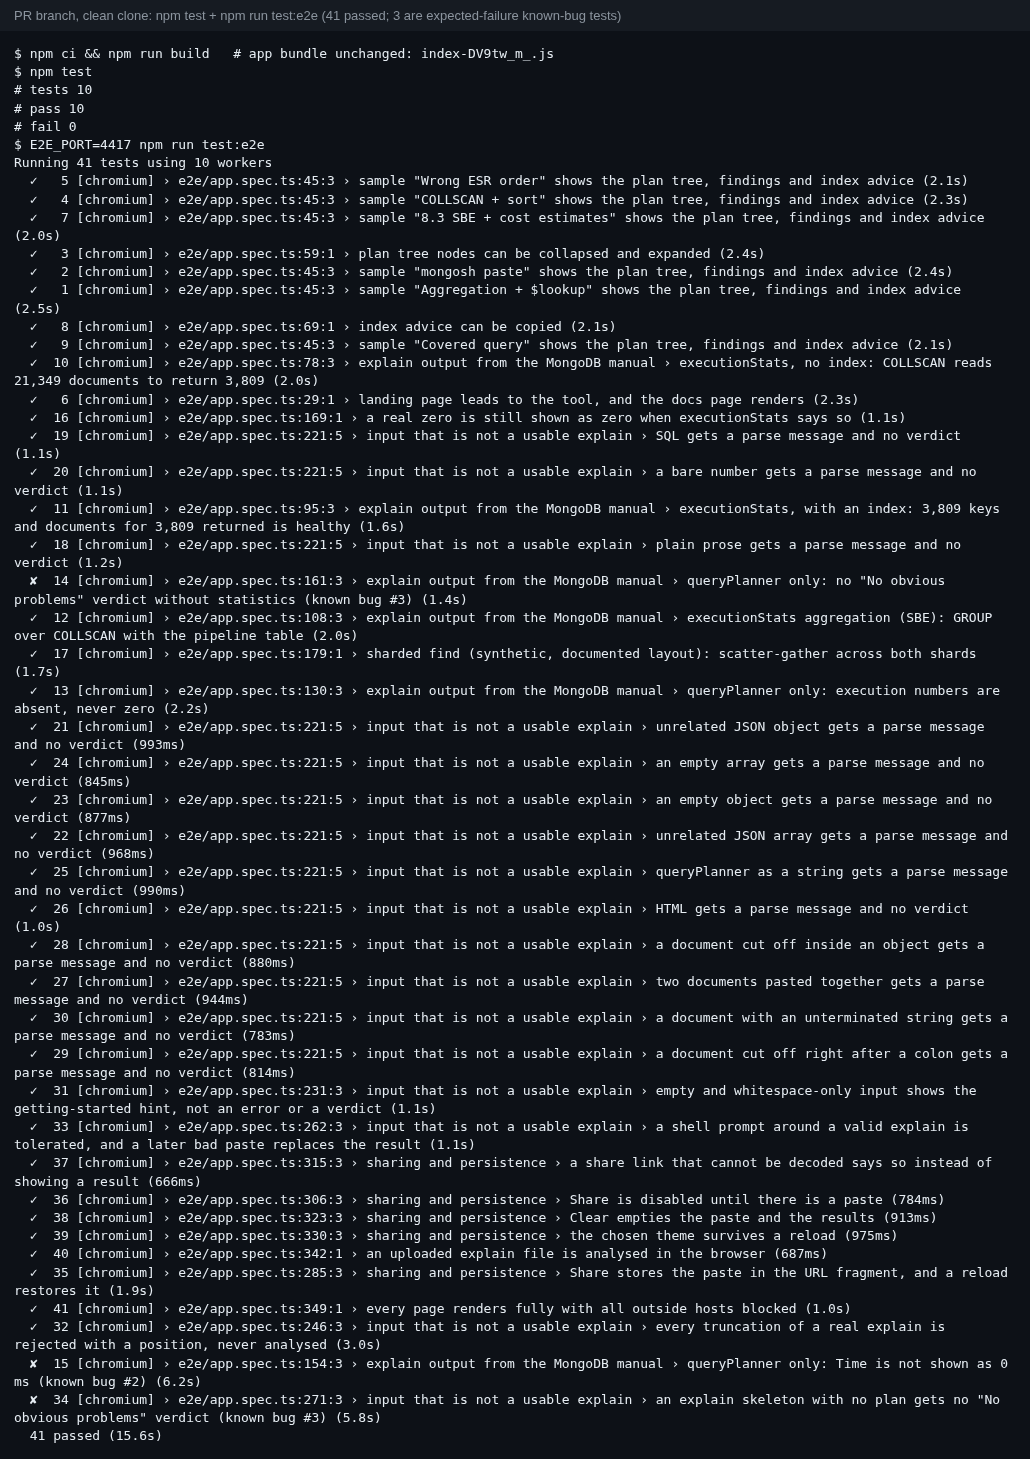 PR branch, clean clone: npm test + npm run test:e2e (41 passed; 3 are expected-failure known-bug tests)
$ npm ci && npm run build   # app bundle unchanged: index-DV9tw_m_.js
$ npm test
# tests 10
# pass 10
# fail 0
$ E2E_PORT=4417 npm run test:e2e
Running 41 tests using 10 workers
  ✓   5 [chromium] › e2e/app.spec.ts:45:3 › sample "Wrong ESR order" shows the plan tree, findings and index advice (2.1s)
  ✓   4 [chromium] › e2e/app.spec.ts:45:3 › sample "COLLSCAN + sort" shows the plan tree, findings and index advice (2.3s)
  ✓   7 [chromium] › e2e/app.spec.ts:45:3 › sample "8.3 SBE + cost estimates" shows the plan tree, findings and index advice
(2.0s)
  ✓   3 [chromium] › e2e/app.spec.ts:59:1 › plan tree nodes can be collapsed and expanded (2.4s)
  ✓   2 [chromium] › e2e/app.spec.ts:45:3 › sample "mongosh paste" shows the plan tree, findings and index advice (2.4s)
  ✓   1 [chromium] › e2e/app.spec.ts:45:3 › sample "Aggregation + $lookup" shows the plan tree, findings and index advice
(2.5s)
  ✓   8 [chromium] › e2e/app.spec.ts:69:1 › index advice can be copied (2.1s)
  ✓   9 [chromium] › e2e/app.spec.ts:45:3 › sample "Covered query" shows the plan tree, findings and index advice (2.1s)
  ✓  10 [chromium] › e2e/app.spec.ts:78:3 › explain output from the MongoDB manual › executionStats, no index: COLLSCAN reads
21,349 documents to return 3,809 (2.0s)
  ✓   6 [chromium] › e2e/app.spec.ts:29:1 › landing page leads to the tool, and the docs page renders (2.3s)
  ✓  16 [chromium] › e2e/app.spec.ts:169:1 › a real zero is still shown as zero when executionStats says so (1.1s)
  ✓  19 [chromium] › e2e/app.spec.ts:221:5 › input that is not a usable explain › SQL gets a parse message and no verdict
(1.1s)
  ✓  20 [chromium] › e2e/app.spec.ts:221:5 › input that is not a usable explain › a bare number gets a parse message and no
verdict (1.1s)
  ✓  11 [chromium] › e2e/app.spec.ts:95:3 › explain output from the MongoDB manual › executionStats, with an index: 3,809 keys
and documents for 3,809 returned is healthy (1.6s)
  ✓  18 [chromium] › e2e/app.spec.ts:221:5 › input that is not a usable explain › plain prose gets a parse message and no
verdict (1.2s)
  ✘  14 [chromium] › e2e/app.spec.ts:161:3 › explain output from the MongoDB manual › queryPlanner only: no "No obvious
problems" verdict without statistics (known bug #3) (1.4s)
  ✓  12 [chromium] › e2e/app.spec.ts:108:3 › explain output from the MongoDB manual › executionStats aggregation (SBE): GROUP
over COLLSCAN with the pipeline table (2.0s)
  ✓  17 [chromium] › e2e/app.spec.ts:179:1 › sharded find (synthetic, documented layout): scatter-gather across both shards
(1.7s)
  ✓  13 [chromium] › e2e/app.spec.ts:130:3 › explain output from the MongoDB manual › queryPlanner only: execution numbers are
absent, never zero (2.2s)
  ✓  21 [chromium] › e2e/app.spec.ts:221:5 › input that is not a usable explain › unrelated JSON object gets a parse message
and no verdict (993ms)
  ✓  24 [chromium] › e2e/app.spec.ts:221:5 › input that is not a usable explain › an empty array gets a parse message and no
verdict (845ms)
  ✓  23 [chromium] › e2e/app.spec.ts:221:5 › input that is not a usable explain › an empty object gets a parse message and no
verdict (877ms)
  ✓  22 [chromium] › e2e/app.spec.ts:221:5 › input that is not a usable explain › unrelated JSON array gets a parse message and
no verdict (968ms)
  ✓  25 [chromium] › e2e/app.spec.ts:221:5 › input that is not a usable explain › queryPlanner as a string gets a parse message
and no verdict (990ms)
  ✓  26 [chromium] › e2e/app.spec.ts:221:5 › input that is not a usable explain › HTML gets a parse message and no verdict
(1.0s)
  ✓  28 [chromium] › e2e/app.spec.ts:221:5 › input that is not a usable explain › a document cut off inside an object gets a
parse message and no verdict (880ms)
  ✓  27 [chromium] › e2e/app.spec.ts:221:5 › input that is not a usable explain › two documents pasted together gets a parse
message and no verdict (944ms)
  ✓  30 [chromium] › e2e/app.spec.ts:221:5 › input that is not a usable explain › a document with an unterminated string gets a
parse message and no verdict (783ms)
  ✓  29 [chromium] › e2e/app.spec.ts:221:5 › input that is not a usable explain › a document cut off right after a colon gets a
parse message and no verdict (814ms)
  ✓  31 [chromium] › e2e/app.spec.ts:231:3 › input that is not a usable explain › empty and whitespace-only input shows the
getting-started hint, not an error or a verdict (1.1s)
  ✓  33 [chromium] › e2e/app.spec.ts:262:3 › input that is not a usable explain › a shell prompt around a valid explain is
tolerated, and a later bad paste replaces the result (1.1s)
  ✓  37 [chromium] › e2e/app.spec.ts:315:3 › sharing and persistence › a share link that cannot be decoded says so instead of
showing a result (666ms)
  ✓  36 [chromium] › e2e/app.spec.ts:306:3 › sharing and persistence › Share is disabled until there is a paste (784ms)
  ✓  38 [chromium] › e2e/app.spec.ts:323:3 › sharing and persistence › Clear empties the paste and the results (913ms)
  ✓  39 [chromium] › e2e/app.spec.ts:330:3 › sharing and persistence › the chosen theme survives a reload (975ms)
  ✓  40 [chromium] › e2e/app.spec.ts:342:1 › an uploaded explain file is analysed in the browser (687ms)
  ✓  35 [chromium] › e2e/app.spec.ts:285:3 › sharing and persistence › Share stores the paste in the URL fragment, and a reload
restores it (1.9s)
  ✓  41 [chromium] › e2e/app.spec.ts:349:1 › every page renders fully with all outside hosts blocked (1.0s)
  ✓  32 [chromium] › e2e/app.spec.ts:246:3 › input that is not a usable explain › every truncation of a real explain is
rejected with a position, never analysed (3.0s)
  ✘  15 [chromium] › e2e/app.spec.ts:154:3 › explain output from the MongoDB manual › queryPlanner only: Time is not shown as 0
ms (known bug #2) (6.2s)
  ✘  34 [chromium] › e2e/app.spec.ts:271:3 › input that is not a usable explain › an explain skeleton with no plan gets no "No
obvious problems" verdict (known bug #3) (5.8s)
  41 passed (15.6s)